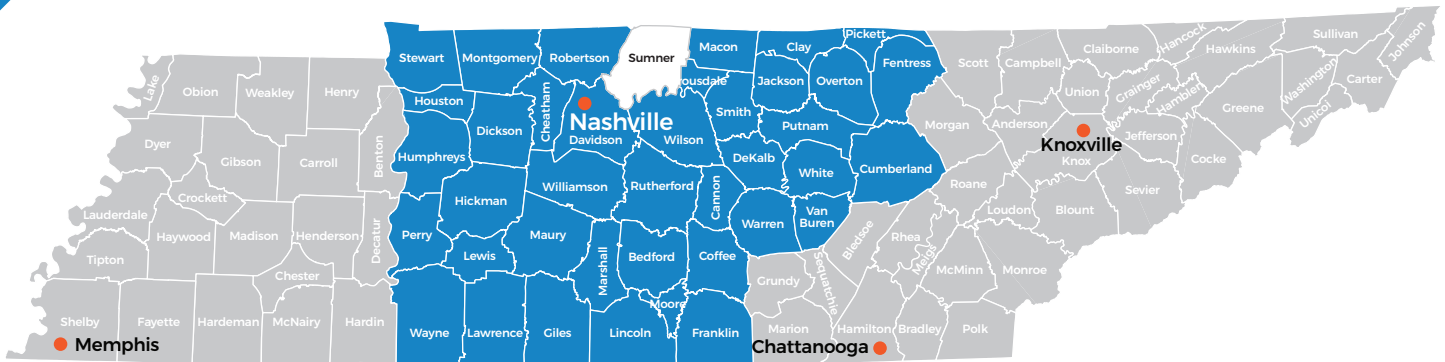 Lake
Obion
Weakley
Henry
Dyer
Gibson
Carroll
Benton
Crockett
Lauderdale
Haywood
Madison
Henderson
Decatur
Tipton
Chester
Shelby
Fayette
Hardeman
McNairy
Hardin
Memphis
Stewart
Montgomery
Robertson
Sumner
Macon
Clay
Pickett
Fentress
Houston
Dickson
Cheatham
Nashville
Davidson
Wilson
ousdale
Smith
Jackson
Overton
Putnam
Humphreys
Hickman
Williamson
Rutherford
Cannon
DeKalb
White
Cumberland
Perry
Lewis
Maury
Marshall
Bedford
Coffee
Warren
Van
Buren
Wayne
Lawrence
Giles
Lincoln
Moore
Franklin
Scott
Campbell
Claiborne
Hancock
Hawkins
Sullivan
Johnson
Union
Grainger
Hamblen
Greene
Washington
Carter
Unicoi
Morgan
Anderson
Knoxville
Knox
Jefferson
Cocke
Sevier
Roane
Loudon
Blount
Bledsoe
Rhea
Meigs
McMinn
Monroe
Grundy
Sequatchie
Marion
Hamilton
Bradley
Polk
Chattanooga